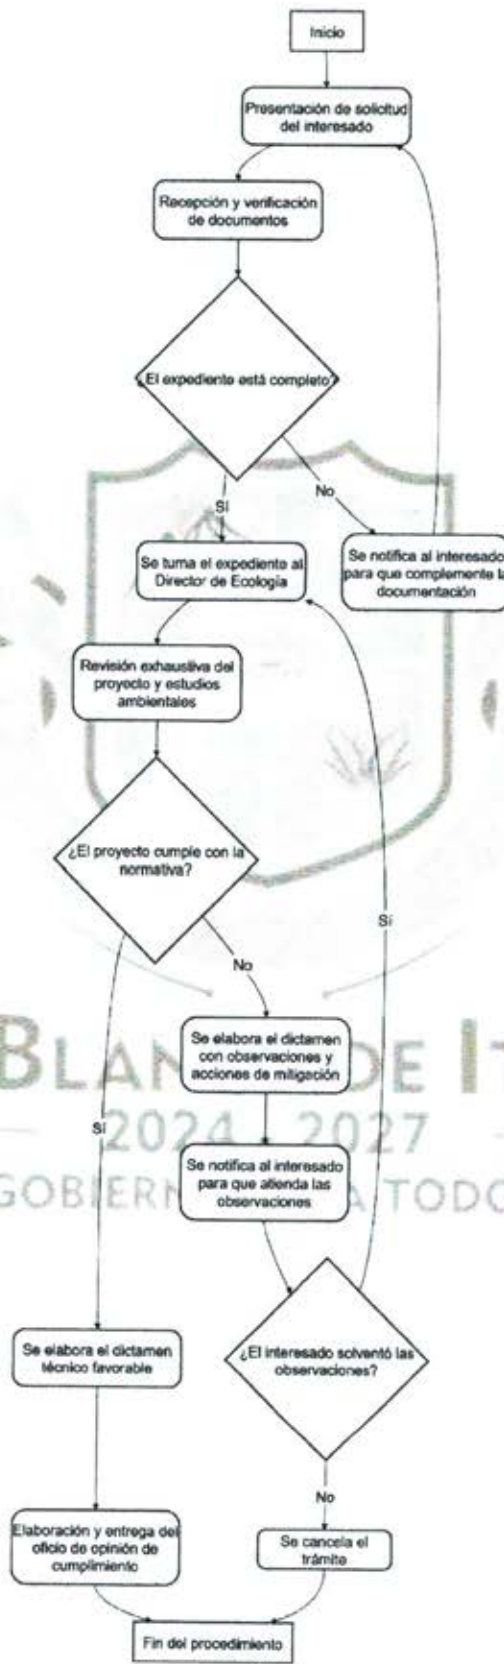 Inicio
Presentación de solicitud
del interesado
Recepción y verificación
de documentos
¿El expediente está completo?
No
Sí
Se turna el expediente al
Director de Ecología
Se notifica al interesado
para que complemente la
documentación
Revisión exhaustiva del
proyecto y estudios
ambientales
¿El proyecto cumple con la
normativa?
Sí
No
Se elabora el dictamen
con observaciones y
acciones de mitigación
BLAN DE IT
Sí
2024 2027
Se notifica al interesado
para que atienda las
observaciones
GOBIERN A TODO
Se elabora el dictamen
técnico favorable
¿El interesado solventó las
observaciones?
No
Elaboración y entrega del
oficio de opinión de
cumplimiento
Se cancela el
trámite
Fin del procedimiento